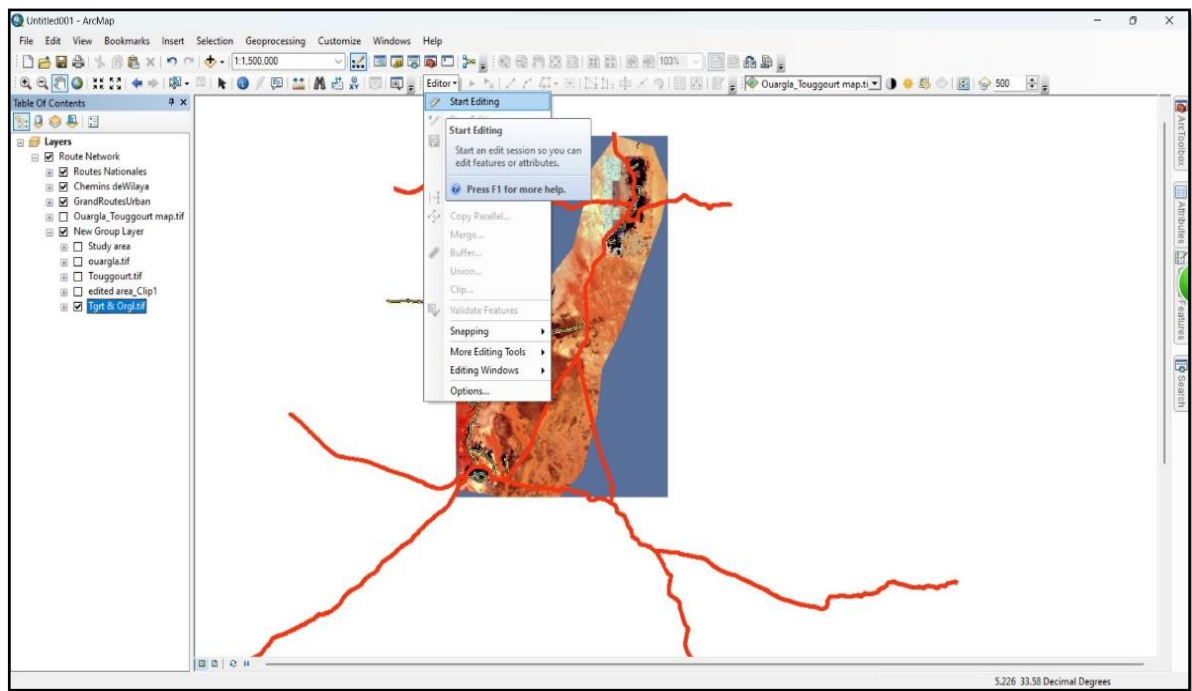 Untitled001 - ArcMap
File Edit View Bookmarks Insert Selection Geoprocessing Customize Windows Help
1:1,500,000
103%
Editor
Ouargla_Touggourt map.ti
500
Table Of Contents
Layers
Route Network
Routes Nationales
Chemins deWilaya
GrandRoutesUrban
Ouargla_Touggourt map.tif
New Group Layer
Study area
ouargla.tif
Touggourt.tif
edited area_Clip1
Tgrt & Orgl.tif
Start Editing
Start Editing
Start an edit session so you can
edit features or attributes.
Press F1 for more help.
Copy Parallel...
Merge...
Buffer...
Union...
Clip...
Validate Features
Snapping
More Editing Tools
Editing Windows
Options...
ArcToolbox
Attributes
Features
Search
5.226 33.58 Decimal Degrees